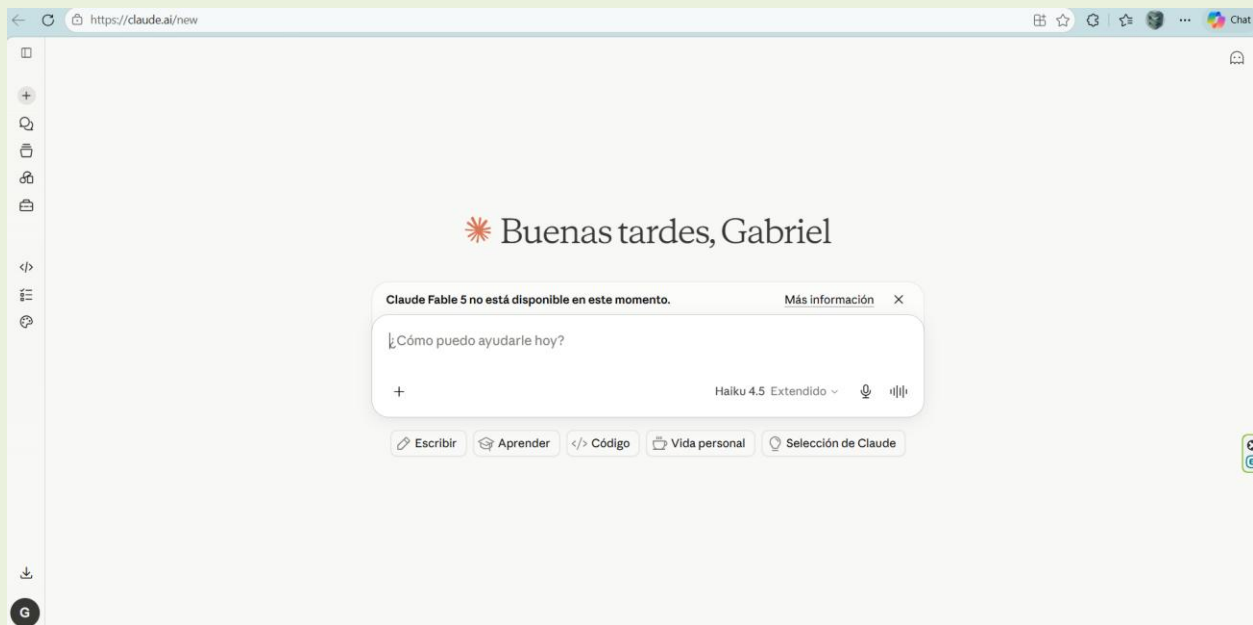 https://claude.ai/new
Chat
Buenas tardes, Gabriel
Claude Fable 5 no está disponible en este momento. Más información
¿Cómo puedo ayudarle hoy?
Haiku 4.5 Extendido
Escribir Aprender </> Código Vida personal Selección de Claude
G